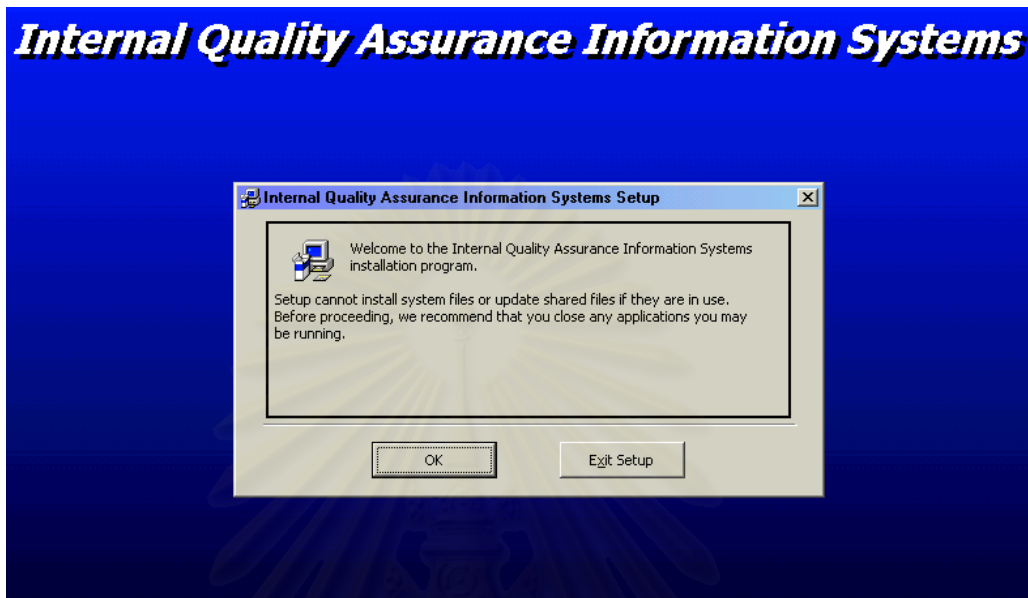 Internal Quality Assurance Information Systems
Internal Quality Assurance Information Systems Setup
Welcome to the Internal Quality Assurance Information Systems
installation program.
Setup cannot install system files or update shared files if they are in use.
Before proceeding, we recommend that you close any applications you may
be running.
OK
Exit Setup